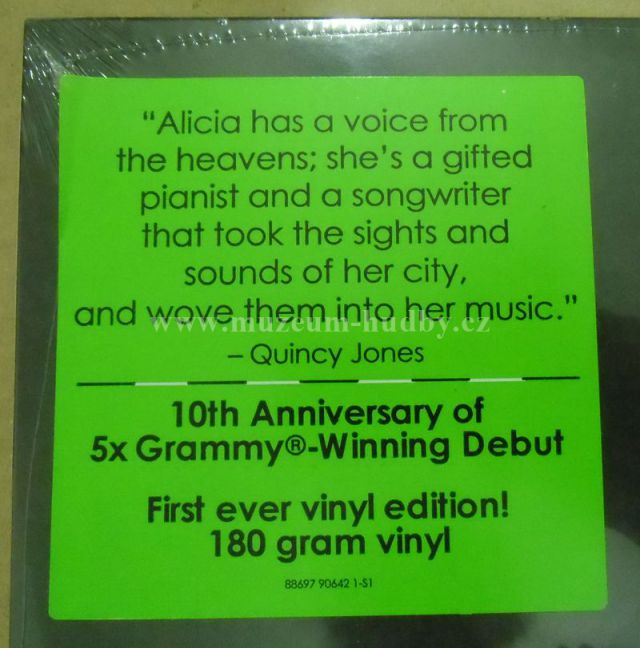 “Alicia has a voice from
the heavens; she’s a gifted
pianist and a songwriter
that took the sights and
sounds of her city,
and wove them into her music.”
www.muzeum-hudby.cz
– Quincy Jones
10th Anniversary of
5x Grammy®-Winning Debut
First ever vinyl edition!
180 gram vinyl
88697 90642 1-S1